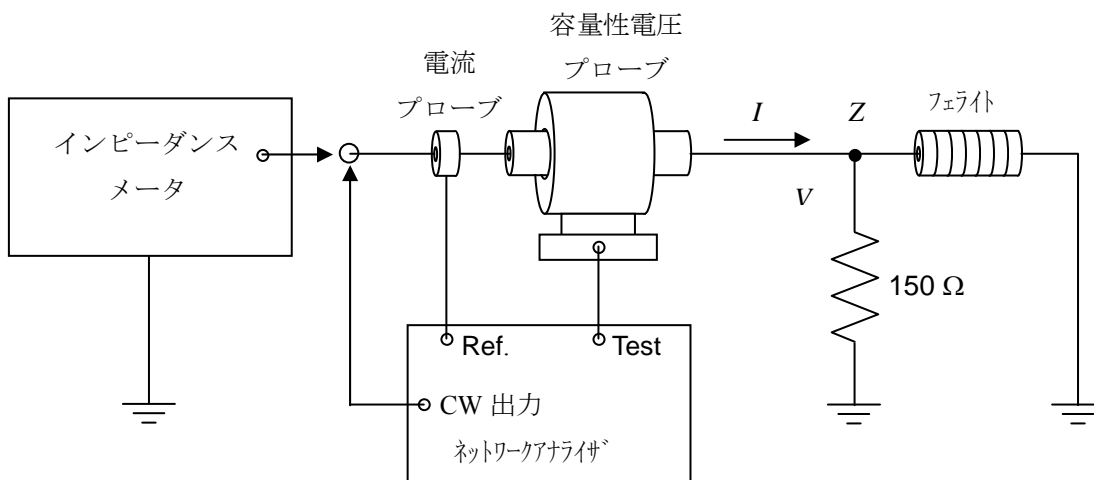 容量性電圧
プローブ
電流
プローブ
I
Z
ﾌｪﾗｲﾄ
インピーダンス
メータ
V
150 Ω
Ref.
Test
CW 出力
ﾈｯﾄﾜｰｸｱﾅﾗｲｻﾞ